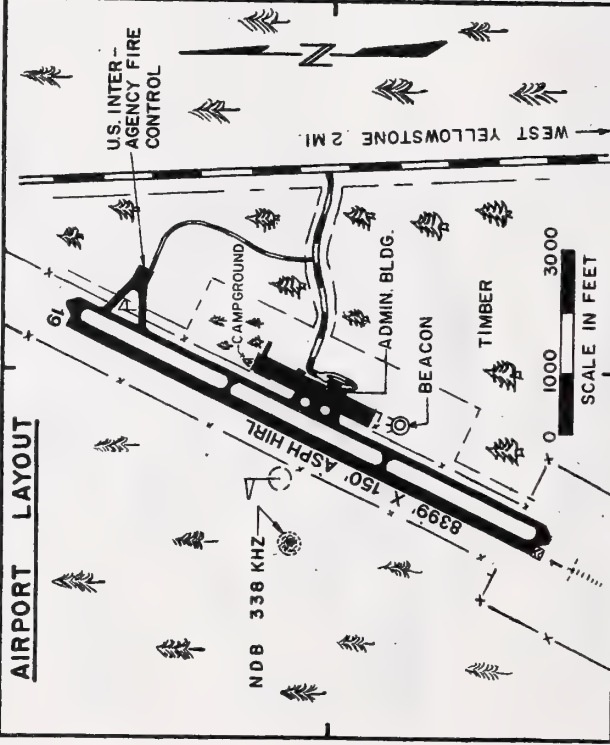 AIRPORT LAYOUT
U.S. INTER-
AGENCY FIRE
CONTROL
N
WEST YELLOWSTONE 2 MI.
19
CAMPGROUND
ADMIN. BLDG.
BEACON
TIMBER
8399' X 150' ASPH HIRL
NDB 338 KHZ
1
0 1000 3000
SCALE IN FEET